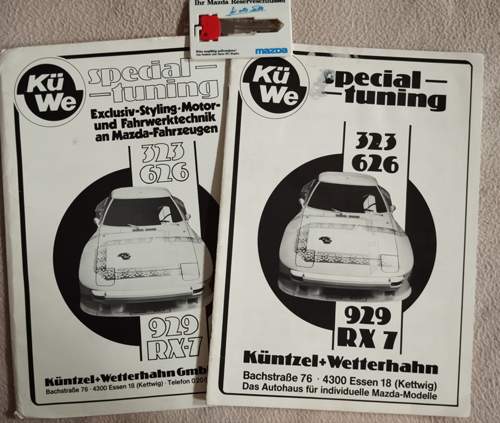 Ihr Mazda Reserveschlüssel
mazda
Kü
We
special
tuning
Exclusiv-Styling·Motor-
und Fahrwerktechnik
an Mazda-Fahrzeugen
323
626
929
RX-7
Küntzel+Wetterhahn GmbH
Bachstraße 76 · 4300 Essen 18 (Kettwig) · Telefon
Kü
We
special
tuning
323
626
929
RX 7
Küntzel+Wetterhahn
Bachstraße 76 · 4300 Essen 18 (Kettwig)
Das Autohaus für individuelle Mazda-Modelle